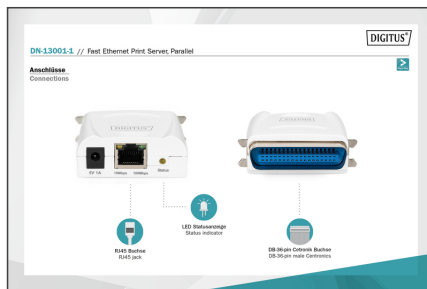 DIGITUS®
DN-13001-1 // Fast Ethernet Print Server, Parallel
Anschlüsse
Connections
DIGITUS
5V 1A
10Mbps
100Mbps
Status
LED Statusanzeige
Status indicator
RJ45 Buchse
RJ45 jack
DB-36-pin Cetronik Buchse
DB-36-pin male Centronics